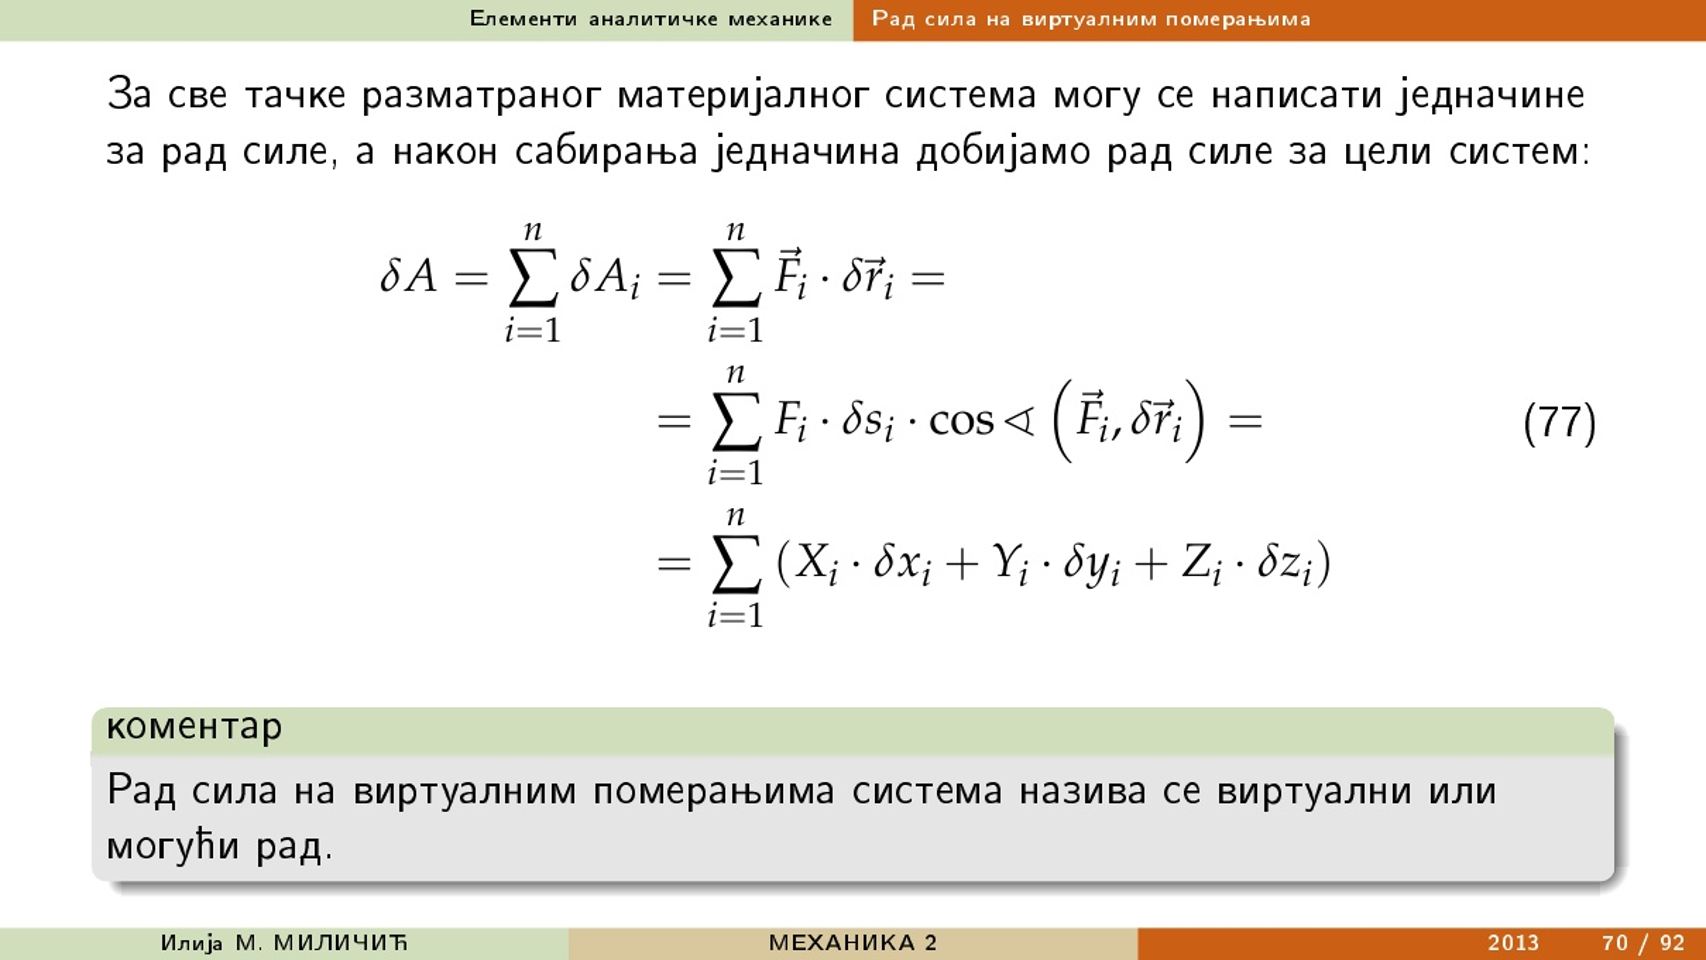 Елементи аналитичке механике Рад сила на виртуалним померањима
За све тачке разматраног материјалног система могу се написати једначине
за рад силе, а након сабирања једначина добијамо рад силе за цели систем:
$\delta A = \sum_{i=1}^{n} \delta A_i = \sum_{i=1}^{n} \vec{F}_i \cdot \delta \vec{r}_i =$
$= \sum_{i=1}^{n} F_i \cdot \delta s_i \cdot \cos \sphericalangle \left( \vec{F}_i, \delta \vec{r}_i \right) =$ (77)
$= \sum_{i=1}^{n} \left( X_i \cdot \delta x_i + Y_i \cdot \delta y_i + Z_i \cdot \delta z_i \right)$
коментар
Рад сила на виртуалним померањима система назива се виртуални или
могући рад.
Илија М. МИЛИЧИЋ МЕХАНИКА 2 2013 70 / 92